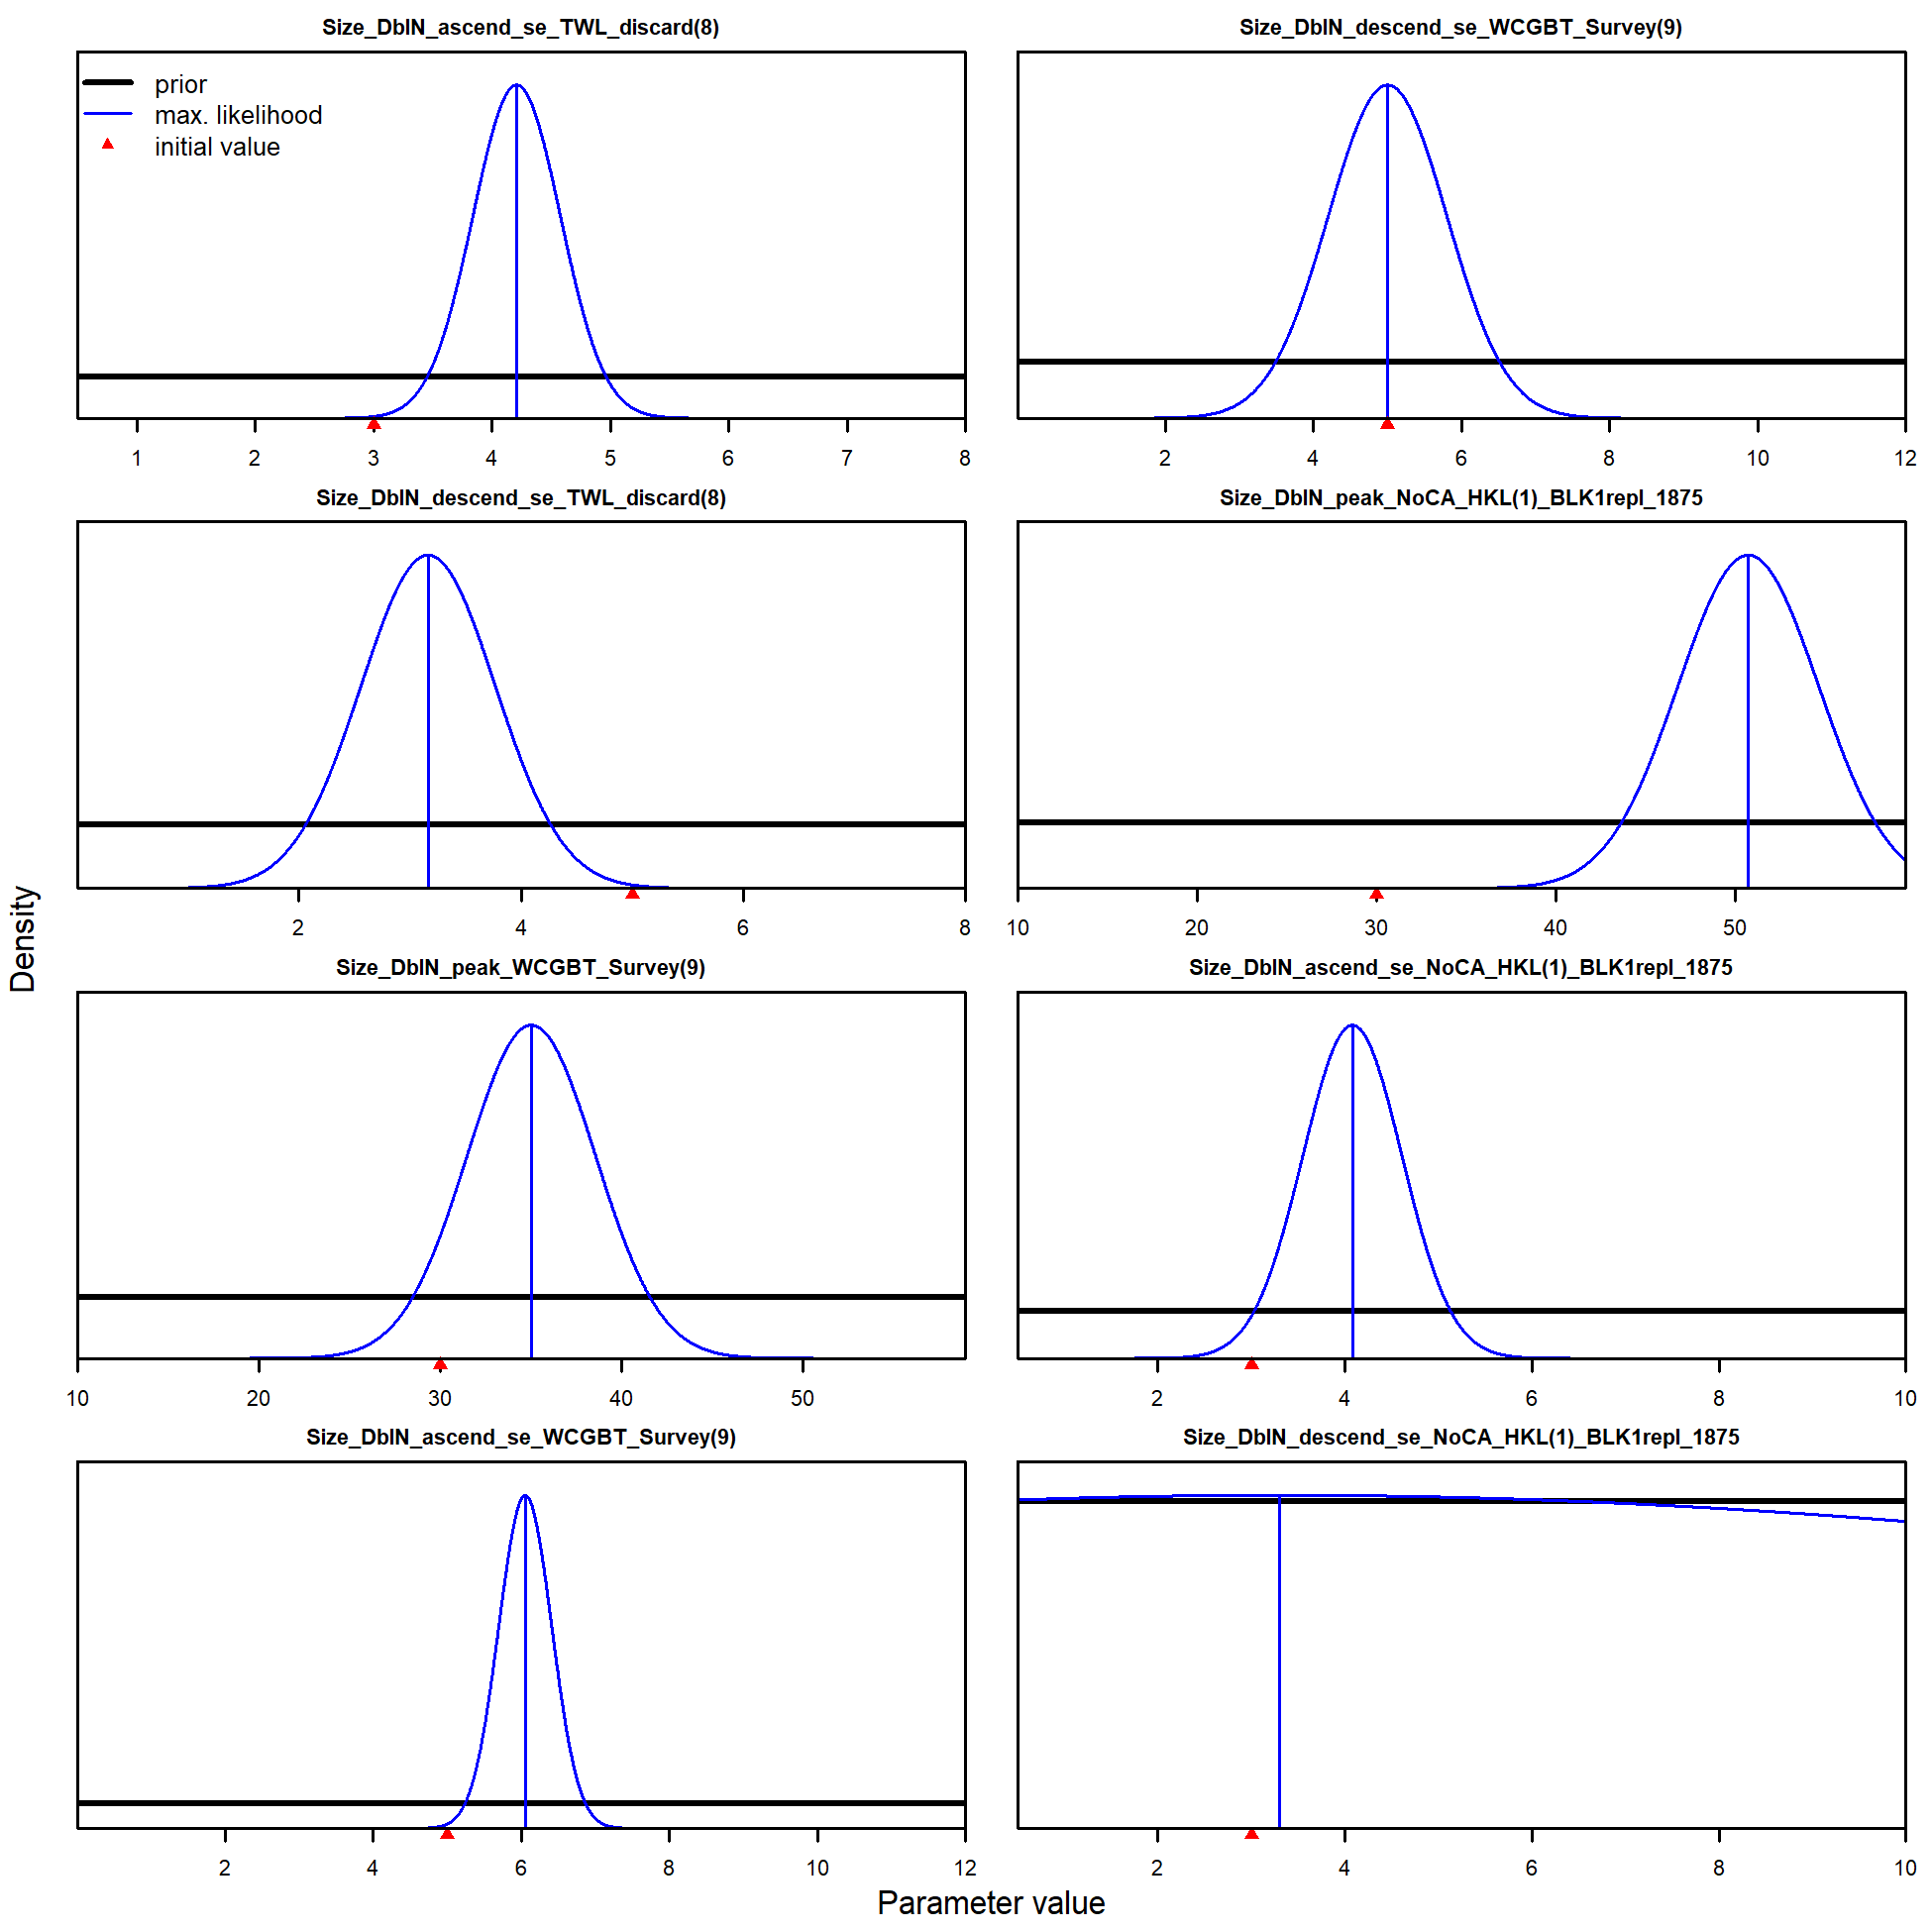 Size_DblN_ascend_se_TWL_discard(8)
prior
max. likelihood
initial value
1 2 3 4 5 6 7 8
Size_DblN_descend_se_WCGBT_Survey(9)
2 4 6 8 10 12
Size_DblN_descend_se_TWL_discard(8)
2 4 6 8
Size_DblN_peak_NoCA_HKL(1)_BLK1repl_1875
10 20 30 40 50
Size_DblN_peak_WCGBT_Survey(9)
10 20 30 40 50
Size_DblN_ascend_se_NoCA_HKL(1)_BLK1repl_1875
2 4 6 8 10
Size_DblN_ascend_se_WCGBT_Survey(9)
2 4 6 8 10 12
Size_DblN_descend_se_NoCA_HKL(1)_BLK1repl_1875
2 4 6 8 10
Density
Parameter value